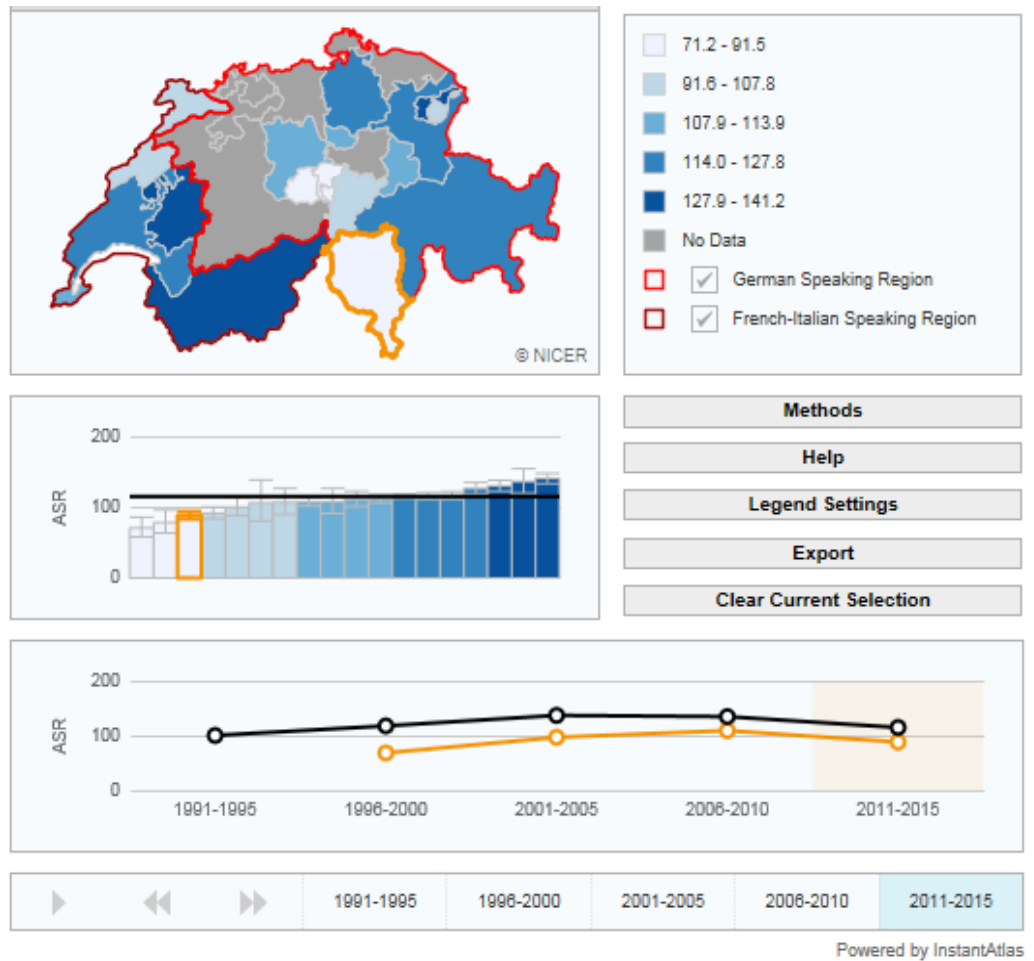 71.2 - 91.5
91.6 - 107.8
107.9 - 113.9
114.0 - 127.8
127.9 - 141.2
No Data
German Speaking Region
French-Italian Speaking Region
© NICER
Methods
Help
Legend Settings
Export
Clear Current Selection
200
100
0
ASR
200
100
0
ASR
1991-1995
1996-2000
2001-2005
2006-2010
2011-2015
1991-1995
1996-2000
2001-2005
2006-2010
2011-2015
Powered by InstantAtlas